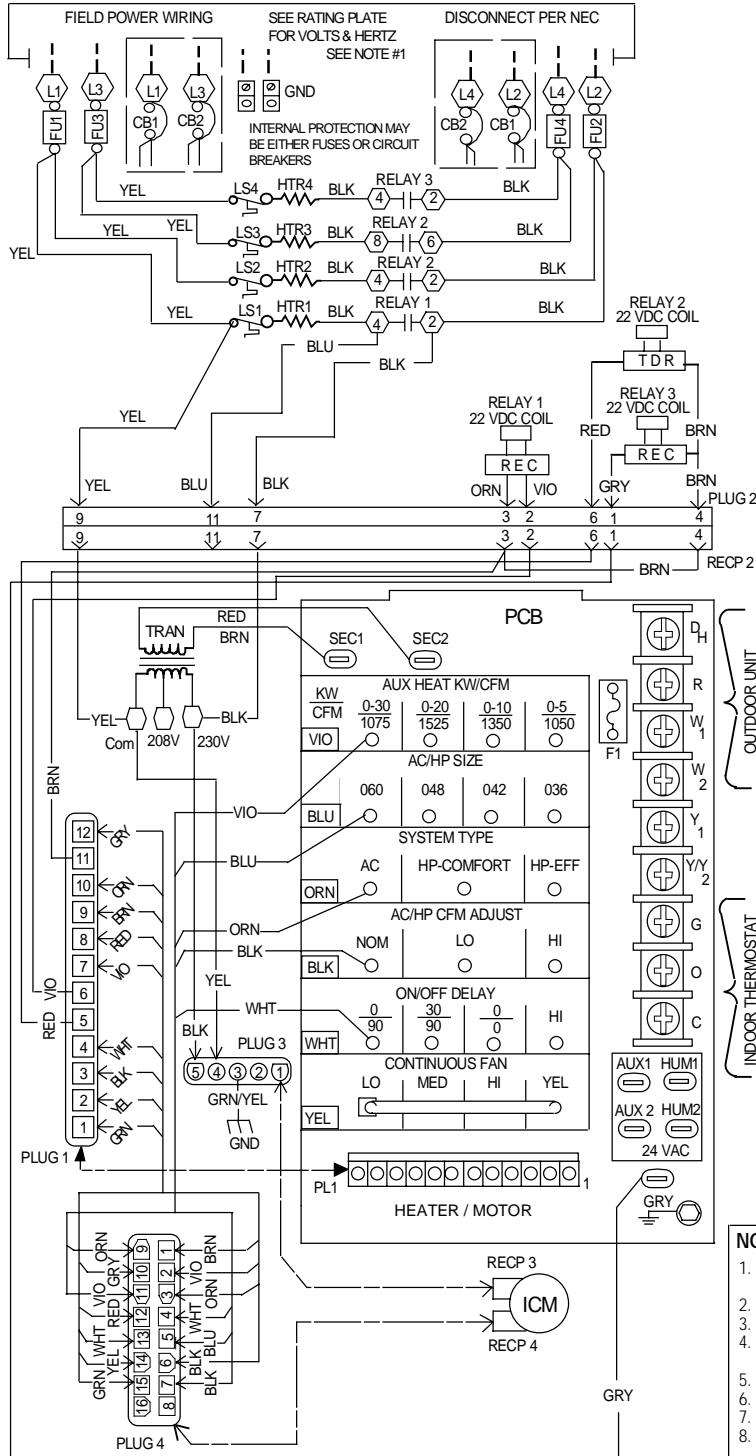 FIELD POWER WIRING
SEE RATING PLATE
FOR VOLTS & HERTZ
SEE NOTE #1
DISCONNECT PER NEC
L1
L3
L1
L3
GND
L4
L2
L4
L2
FU1
FU3
CB1
CB2
CB2
CB1
FU4
FU2
INTERNAL PROTECTION MAY
BE EITHER FUSES OR CIRCUIT
BREAKERS
YEL
LS4
HTR4
BLK
4
RELAY 3
2
BLK
YEL
LS3
HTR3
BLK
8
RELAY 2
6
BLK
YEL
YEL
LS2
HTR2
BLK
4
RELAY 2
2
BLK
YEL
LS1
HTR1
BLK
4
RELAY 1
2
BLK
BLU
BLK
RELAY 2
22 VDC COIL
TDR
RELAY 3
22 VDC COIL
REC
RELAY 1
22 VDC COIL
REC
YEL
RED
BRN
YEL
BLU
BLK
ORN
VIO
GRY
BRN
PLUG 2
9 11 7 3 2 6 1 4
9 11 7 3 2 6 1 4
RECP 2
BRN
RED
BRN
TRAN
PCB
SEC1
SEC2
YEL
Com
208V
230V
BLK
AUX HEAT KW/CFM
KW
CFM
0-30
1075
0-20
1525
0-10
1350
0-5
1050
VIO
AC/HP SIZE
060 048 042 036
BLU
SYSTEM TYPE
AC HP-COMFORT HP-EFF
ORN
AC/HP CFM ADJUST
NOM LO HI
BLK
ON/OFF DELAY
0
90
30
90
0
0
HI
WHT
CONTINUOUS FAN
LO MED HI YEL
YEL
F1
DH
R
W1
W2
Y1
Y/Y2
G
O
C
OUTDOOR UNIT
INDOOR THERMOSTAT
AUX1 HUM1
AUX 2 HUM2
24 VAC
GRY
BRN
VIO
BLU
ORN
BLK
YEL
WHT
12 GRY
11
10 ORN
9 BRN
8 RED
7 VIO
6
5
4 WHT
3 BLK
2 YEL
1 GRN
VIO
RED
PLUG 1
BLK
PLUG 3
5 4 3 2 1
GRN/YEL
GND
PL1
1
HEATER / MOTOR
ORN
GRY
VIO
RED
WHT
YEL
GRN
9
10
11
12
13
14
15
16
1
2
3
4
5
6
7
8
BRN
VIO
ORN
WHT
BLU
BLK
BLK
PLUG 4
RECP 3
ICM
RECP 4
GRY
NO
1.
2.
3.
4.
5.
6.
7.
8.